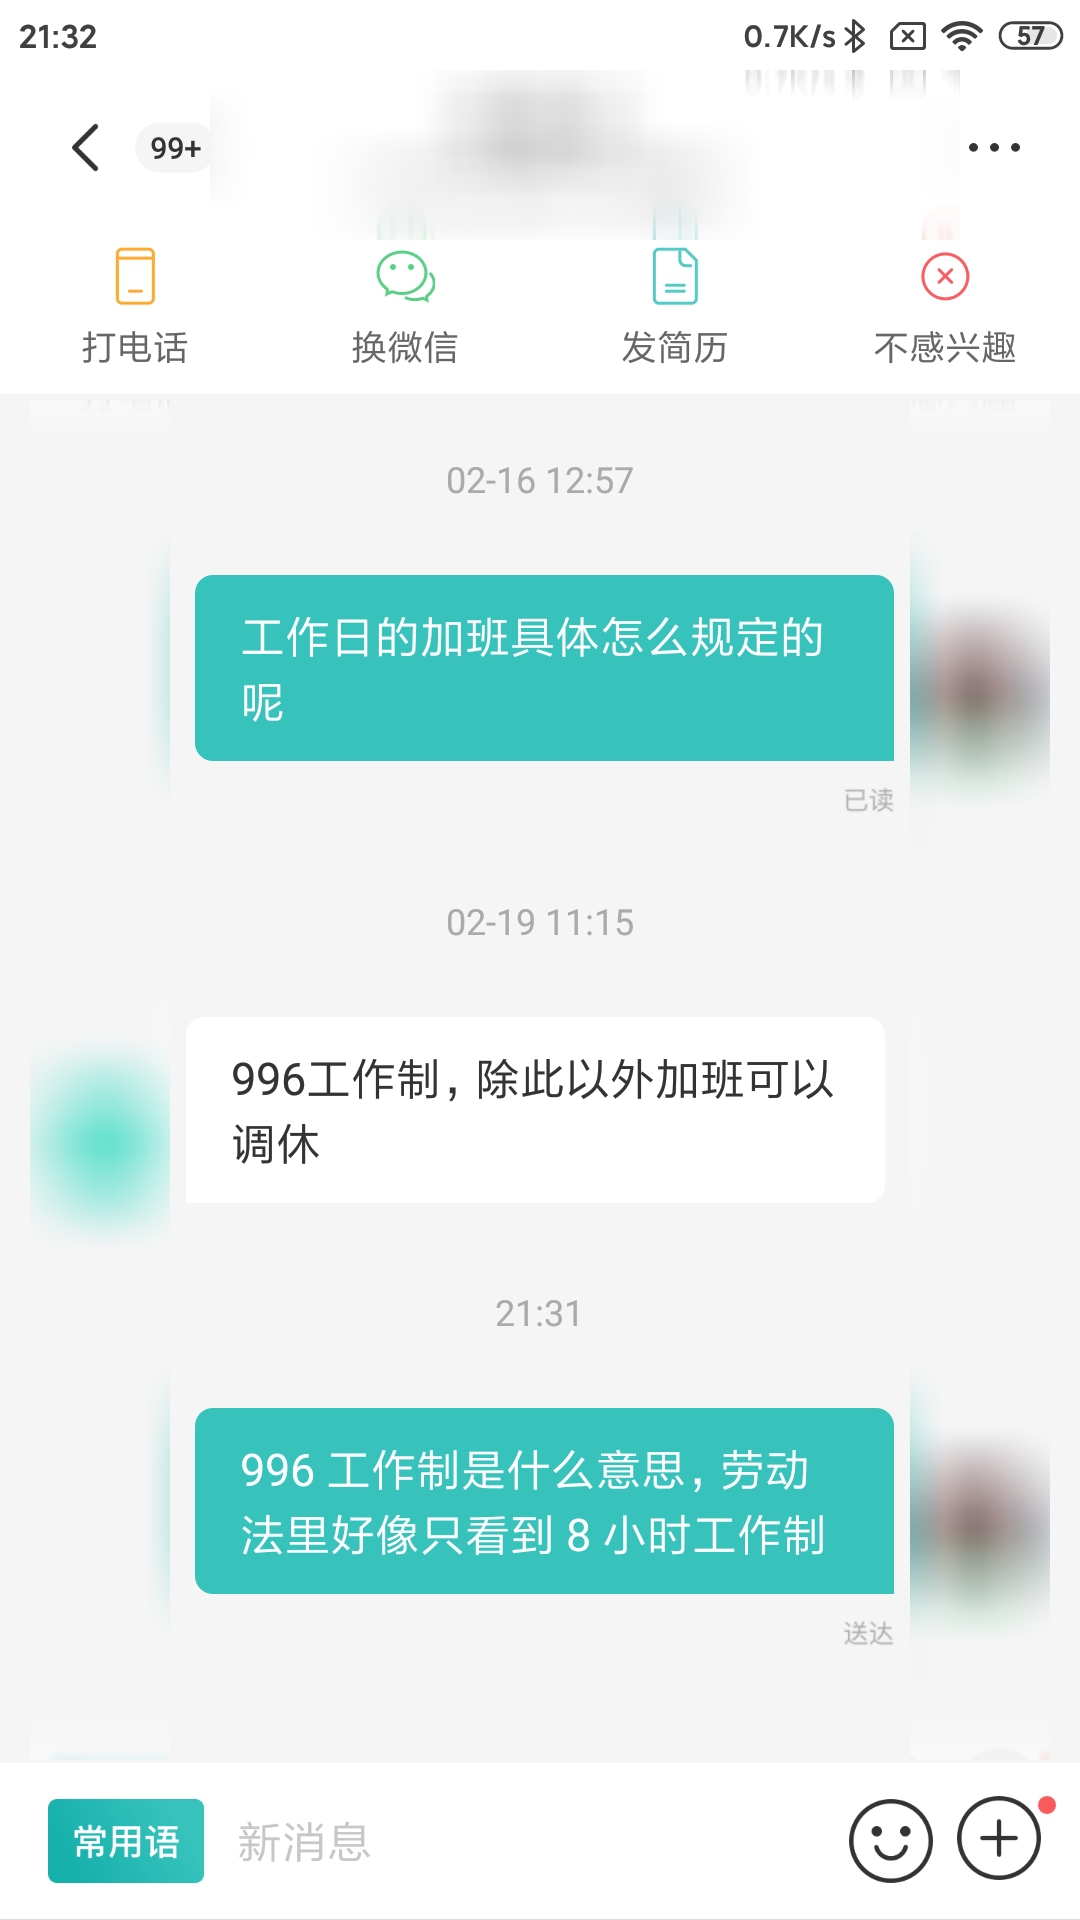 21:32
0.7K/s
57
99+
打电话
换微信
发简历
不感兴趣
02-16 12:57
工作日的加班具体怎么规定的
呢
已读
02-19 11:15
996工作制，除此以外加班可以
调休
21:31
996 工作制是什么意思，劳动
法里好像只看到 8 小时工作制
送达
常用语
新消息